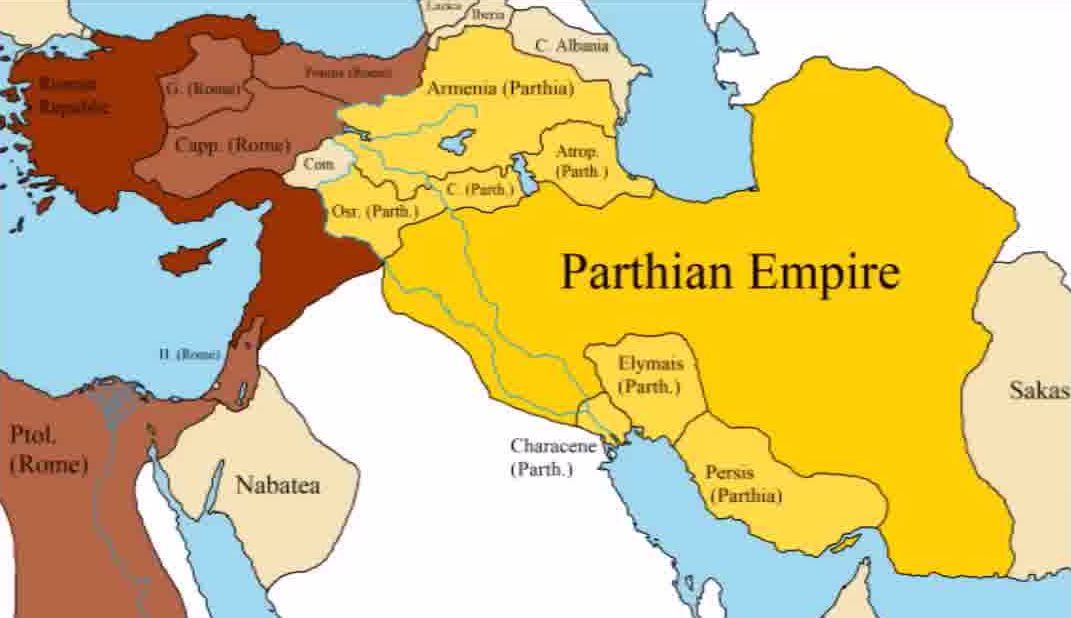 Lazica
Iberia
C. Albania
Roman
Republic
G. (Rome)
Pontus (Rome)
Armenia (Parthia)
Capp. (Rome)
Com.
Atrop.
(Parth.)
C. (Parth.)
Osr. (Parth.)
Parthian Empire
H. (Rome)
Elymais
(Parth.)
Sakas
Ptol.
(Rome)
Characene
(Parth.)
Nabatea
Persis
(Parthia)